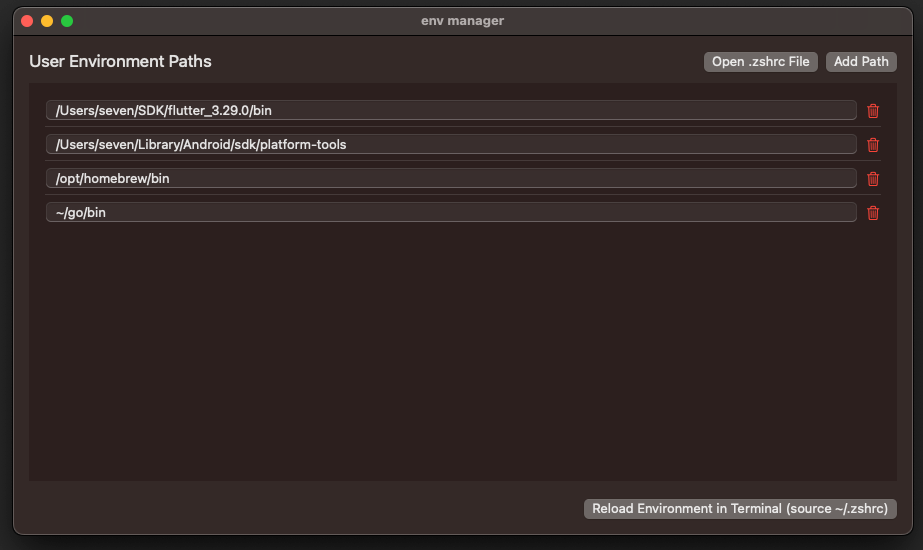 env manager
User Environment Paths
Open .zshrc File
Add Path
/Users/seven/SDK/flutter_3.29.0/bin
/Users/seven/Library/Android/sdk/platform-tools
/opt/homebrew/bin
~/go/bin
Reload Environment in Terminal (source ~/.zshrc)